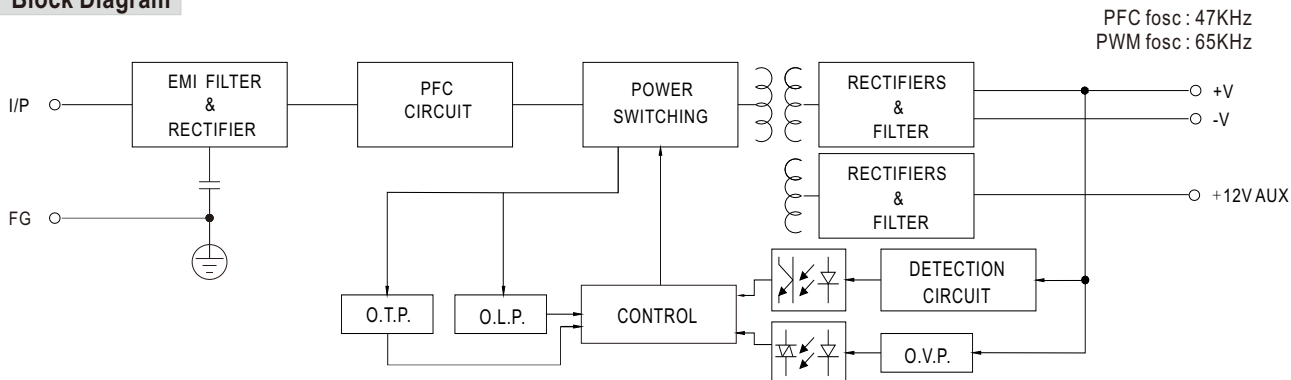 Block Diagram
PFC fosc : 47KHz
PWM fosc : 65KHz
I/P
EMI FILTER
&
RECTIFIER
PFC
CIRCUIT
POWER
SWITCHING
RECTIFIERS
&
FILTER
+V
-V
RECTIFIERS
&
FILTER
+12V AUX
FG
DETECTION
CIRCUIT
O.T.P.
O.L.P.
CONTROL
O.V.P.